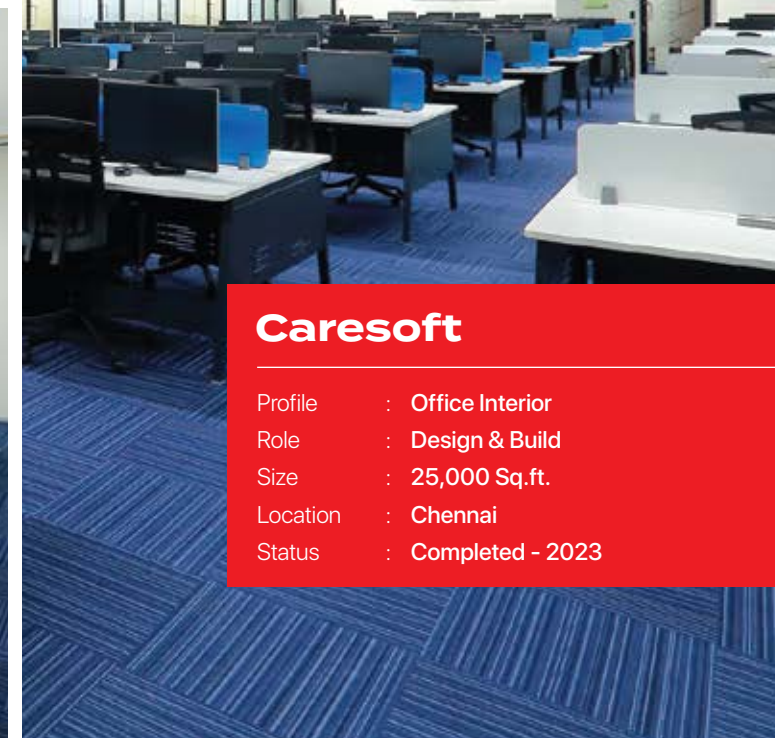 Caresoft
Profile : Office Interior
Role : Design & Build
Size : 25,000 Sq.ft.
Location : Chennai
Status : Completed - 2023